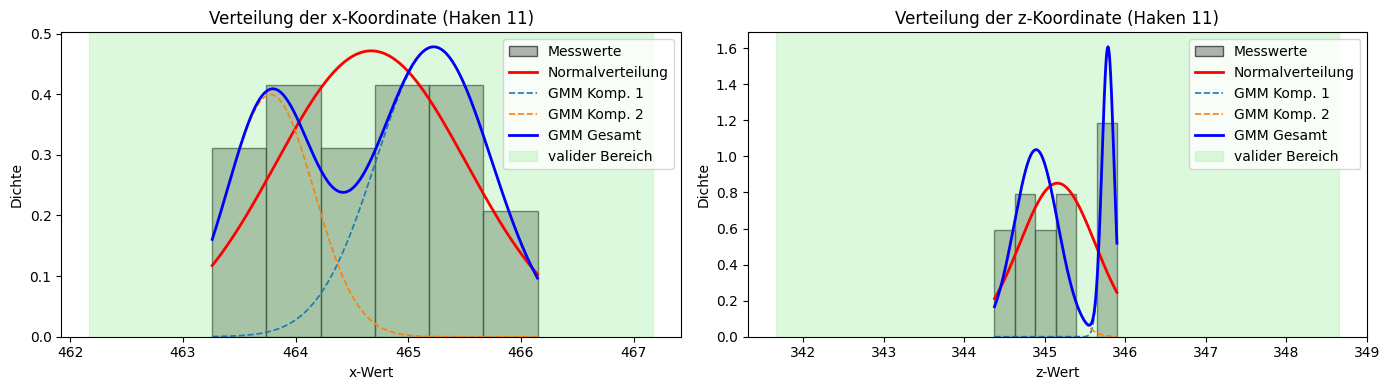 Verteilung der x-Koordinate (Haken 11)
Dichte
0.5
0.4
0.3
0.2
0.1
0.0
Messwerte
Normalverteilung
GMM Komp. 1
GMM Komp. 2
GMM Gesamt
valider Bereich
462 463 464 465 466 467
x-Wert
Verteilung der z-Koordinate (Haken 11)
Dichte
1.6
1.4
1.2
1.0
0.8
0.6
0.4
0.2
0.0
Messwerte
Normalverteilung
GMM Komp. 1
GMM Komp. 2
GMM Gesamt
valider Bereich
342 343 344 345 346 347 348 349
z-Wert